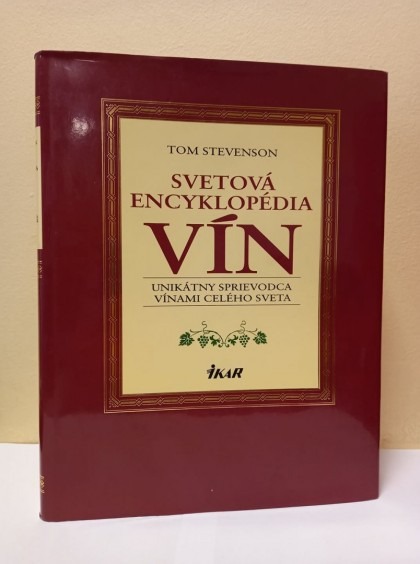 TOM STEVENSON
SVETOVÁ
ENCYKLOPÉDIA
VÍN
UNIKÁTNY SPRIEVODCA
VÍNAMI CELÉHO SVETA
IKAR